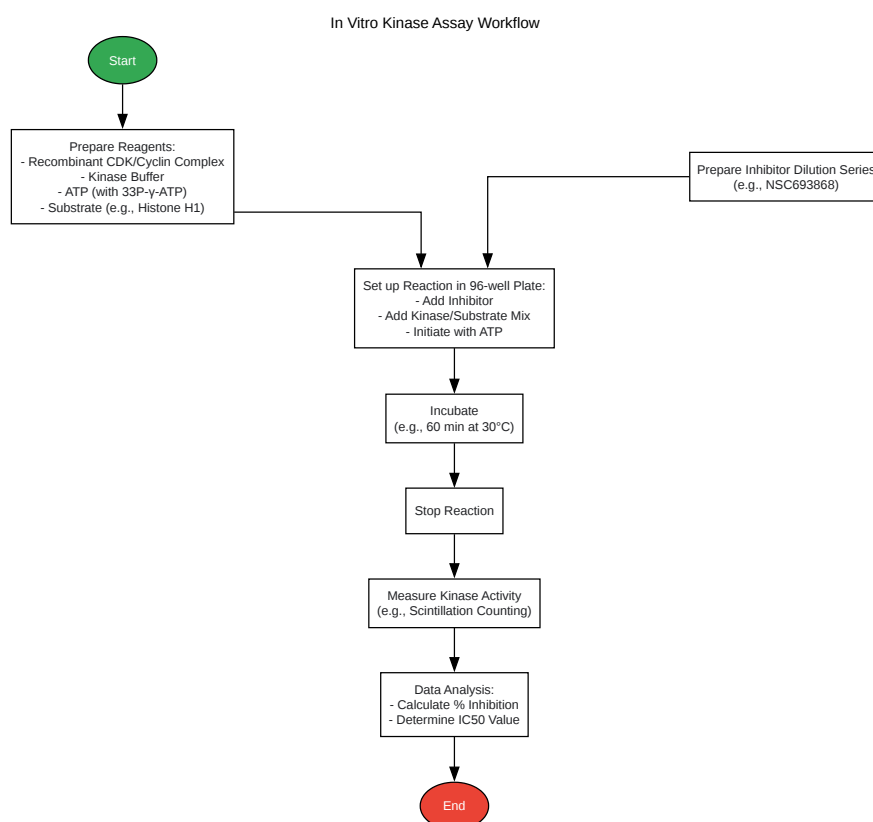 In Vitro Kinase Assay Workflow
Start
Prepare Reagents:
- Recombinant CDK/Cyclin Complex
- Kinase Buffer
- ATP (with 33P-γ-ATP)
- Substrate (e.g., Histone H1)
Prepare Inhibitor Dilution Series
(e.g., NSC693868)
Set up Reaction in 96-well Plate:
- Add Inhibitor
- Add Kinase/Substrate Mix
- Initiate with ATP
Incubate
(e.g., 60 min at 30°C)
Stop Reaction
Measure Kinase Activity
(e.g., Scintillation Counting)
Data Analysis:
- Calculate % Inhibition
- Determine IC50 Value
End